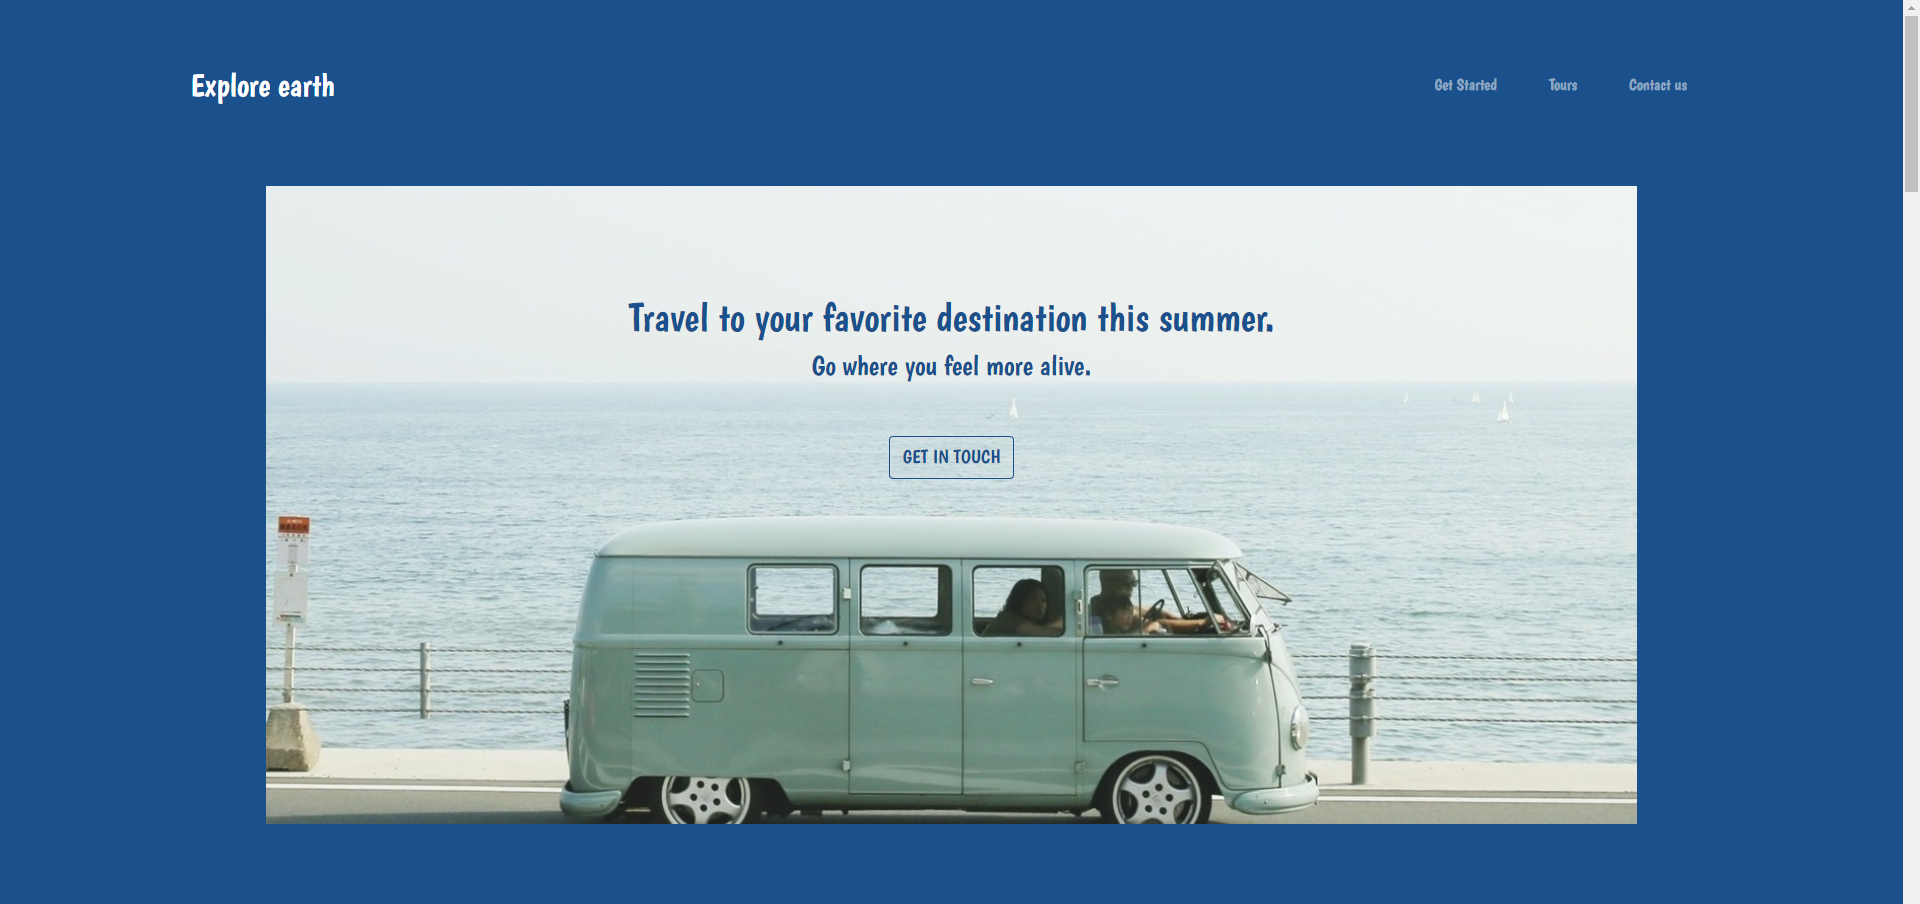 Explore earth
Get Started Tours Contact us
Travel to your favorite destination this summer.
Go where you feel more alive.
GET IN TOUCH